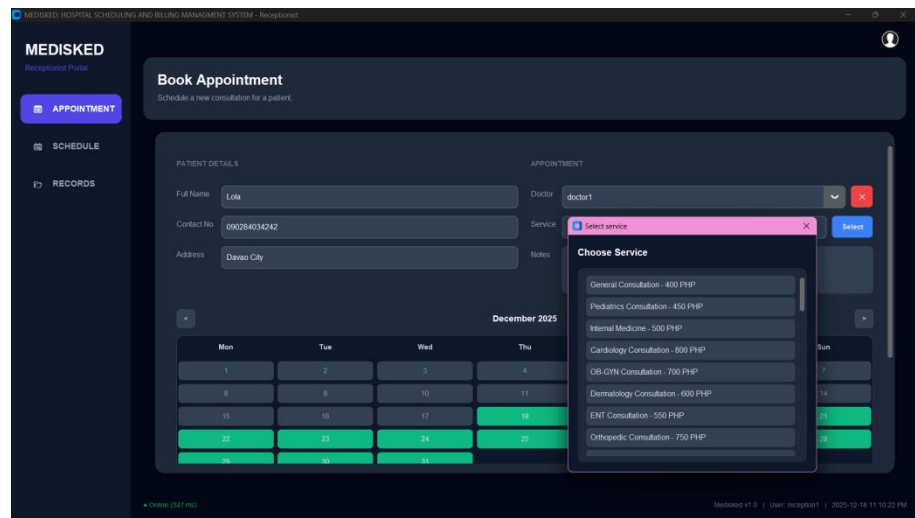 MEDISKED: HOSPITAL SCHEDULING AND BILLING MANAGMENT SYSTEM - Receptionist
MEDISKED
Receptionist Portal
APPOINTMENT
SCHEDULE
RECORDS
Book Appointment
Schedule a new consultation for a patient.
PATIENT DETAILS
Full Name Lola
Contact No. 090284034242
Address Davao City
APPOINTMENT
Doctor doctor1
Service Select
Notes
Select service
Choose Service
General Consultation - 400 PHP
Pediatrics Consultation - 450 PHP
Internal Medicine - 500 PHP
Cardiology Consultation - 800 PHP
OB-GYN Consultation - 700 PHP
Dermatology Consultation - 600 PHP
ENT Consultation - 550 PHP
Orthopedic Consultation - 750 PHP
< December 2025 >
Mon Tue Wed Thu Sun
1 2 3 4 7
8 9 10 11 14
15 16 17 18 21
22 23 24 25 28
29 30 31
● Online (347 ms)
Medisked v1.0 | User: reception1 | 2025-12-18 11:10:22 PM